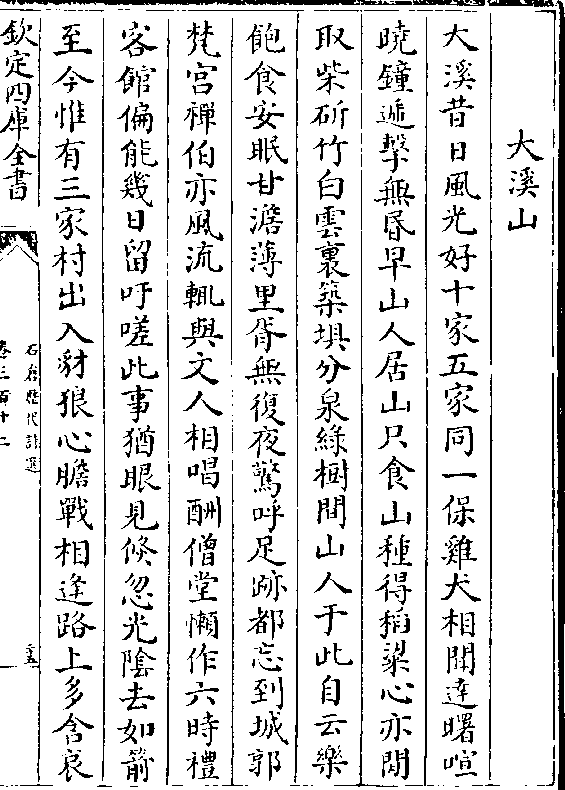 大溪山
大溪昔日風光好十家五家同一保雞犬相聞達曙喧
曉鐘遞擊無昏早山人居山只食山種得稻粱心亦閒
取柴斫竹白雲裏築垻分泉綠樹間山人于此自云樂
飽食安眠甘澹薄里胥無復夜驚呼足跡都忘到城郭
梵宮禪伯亦風流輒與文人相唱酬僧堂懶作六時禮
客館偏能幾日留吁嗟此事猶眼見倏忽光陰去如箭
至今惟有三家村出入豺狼心膽戰相逢路上多含哀
欽定四庫全書
石倉歷代詩選
卷三百十二